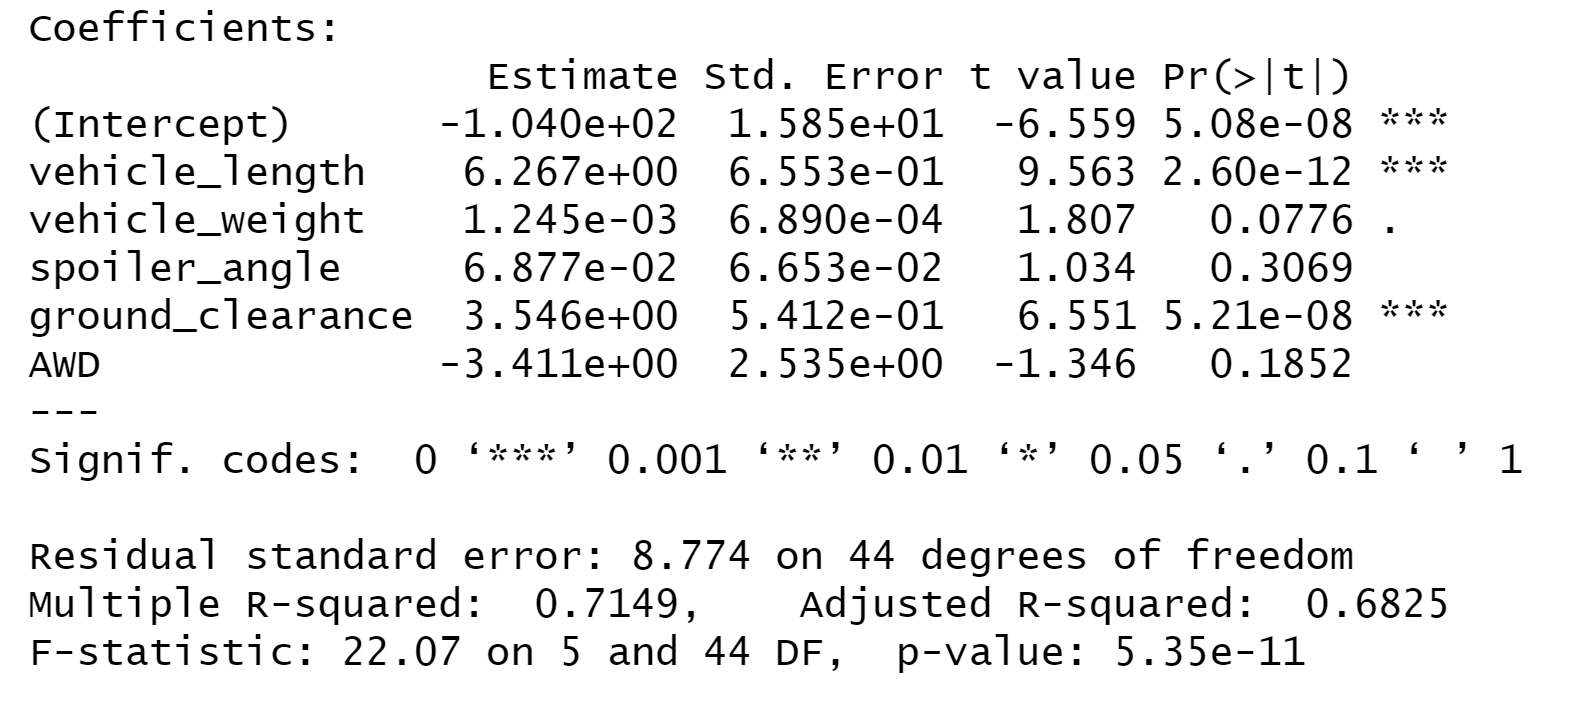 Coefficients:
Estimate Std. Error t value Pr(>|t|)
(Intercept) -1.040e+02 1.585e+01 -6.559 5.08e-08 ***
vehicle_length 6.267e+00 6.553e-01 9.563 2.60e-12 ***
vehicle_weight 1.245e-03 6.890e-04 1.807 0.0776 .
spoiler_angle 6.877e-02 6.653e-02 1.034 0.3069
ground_clearance 3.546e+00 5.412e-01 6.551 5.21e-08 ***
AWD -3.411e+00 2.535e+00 -1.346 0.1852
---
Signif. codes: 0 ‘***’ 0.001 ‘**’ 0.01 ‘*’ 0.05 ‘.’ 0.1 ‘ ’ 1
Residual standard error: 8.774 on 44 degrees of freedom
Multiple R-squared: 0.7149, Adjusted R-squared: 0.6825
F-statistic: 22.07 on 5 and 44 DF, p-value: 5.35e-11